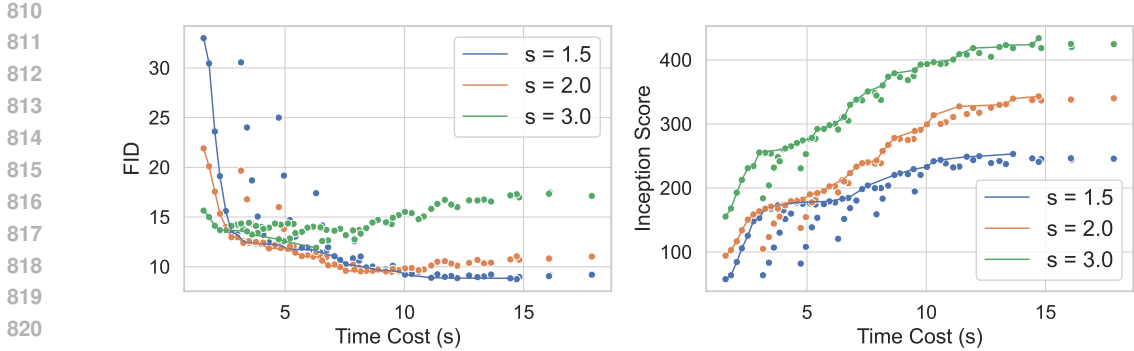 810
811
812
813
814
815
816
817
818
819
820
FID
30
25
20
15
10
5 10 15
Time Cost (s)
s = 1.5
s = 2.0
s = 3.0
Inception Score
400
300
200
100
5 10 15
Time Cost (s)
s = 1.5
s = 2.0
s = 3.0